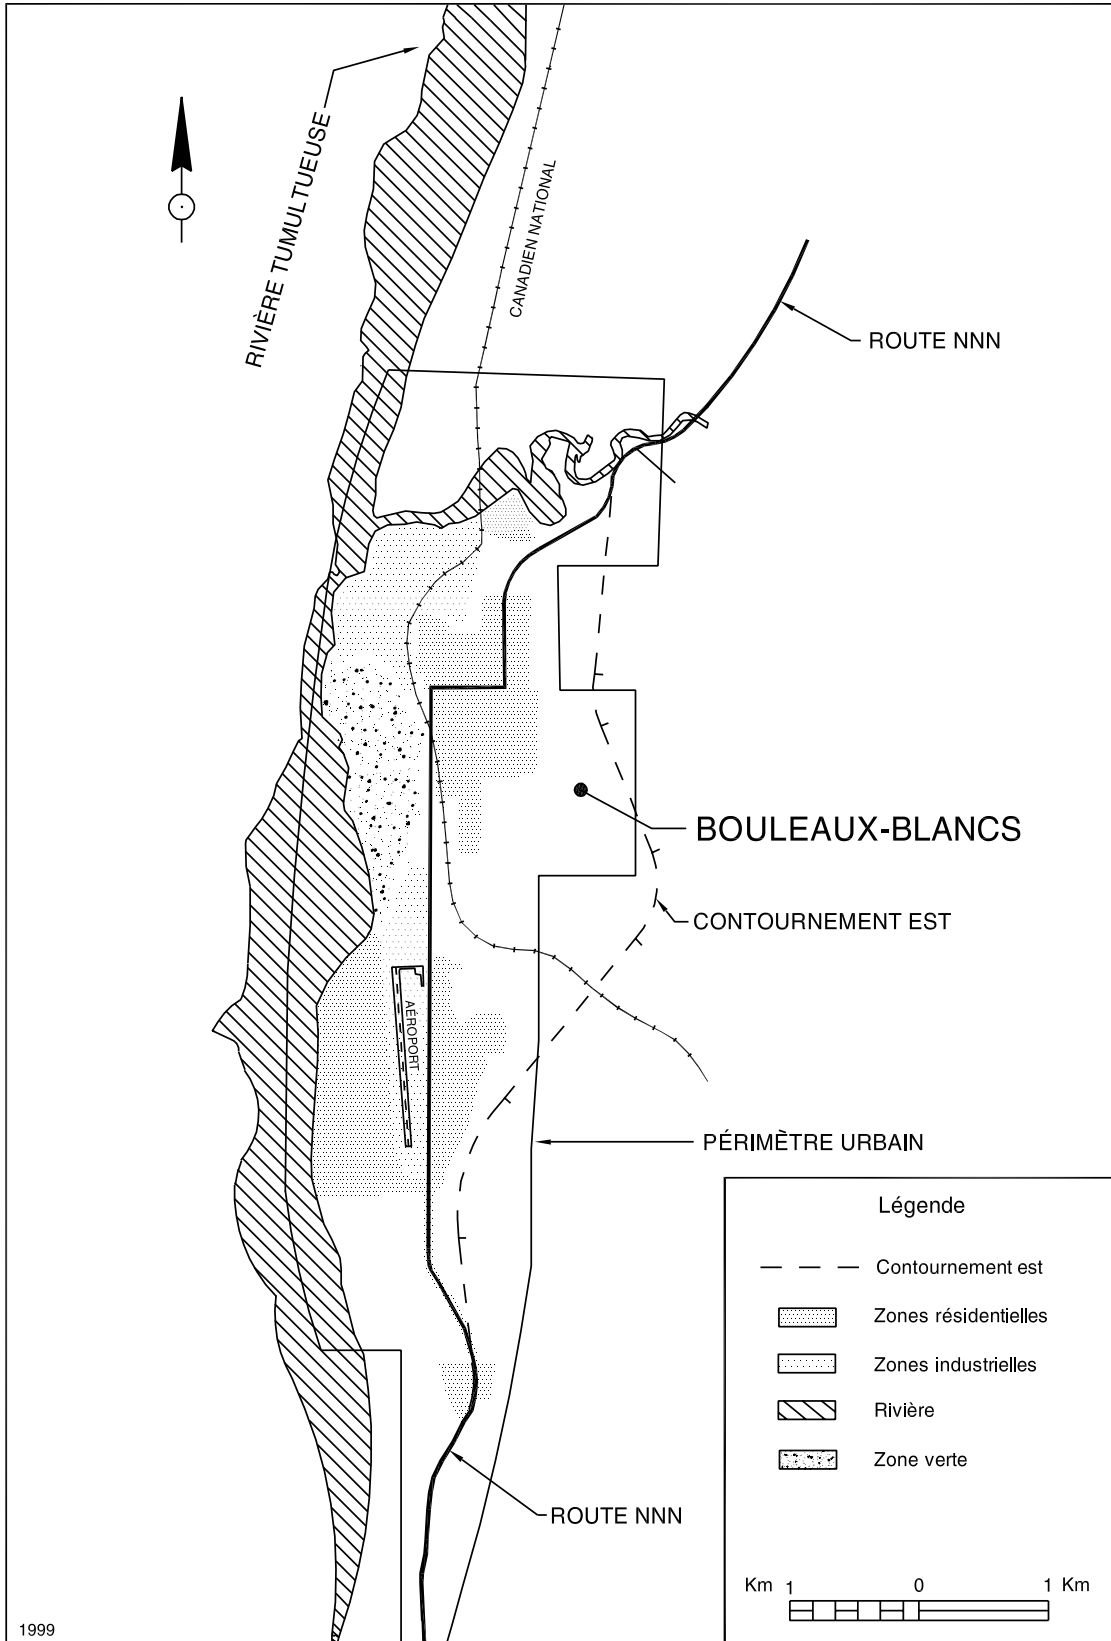 RIVIÈRE TUMULTUEUSE
CANADIEN NATIONAL
ROUTE NNN
BOULEAUX-BLANCS
CONTOURNEMENT EST
AÉROPORT
PÉRIMÈTRE URBAIN
ROUTE NNN
Légende
Contournement est
Zones résidentielles
Zones industrielles
Rivière
Zone verte
Km 1 0 1 Km
1999